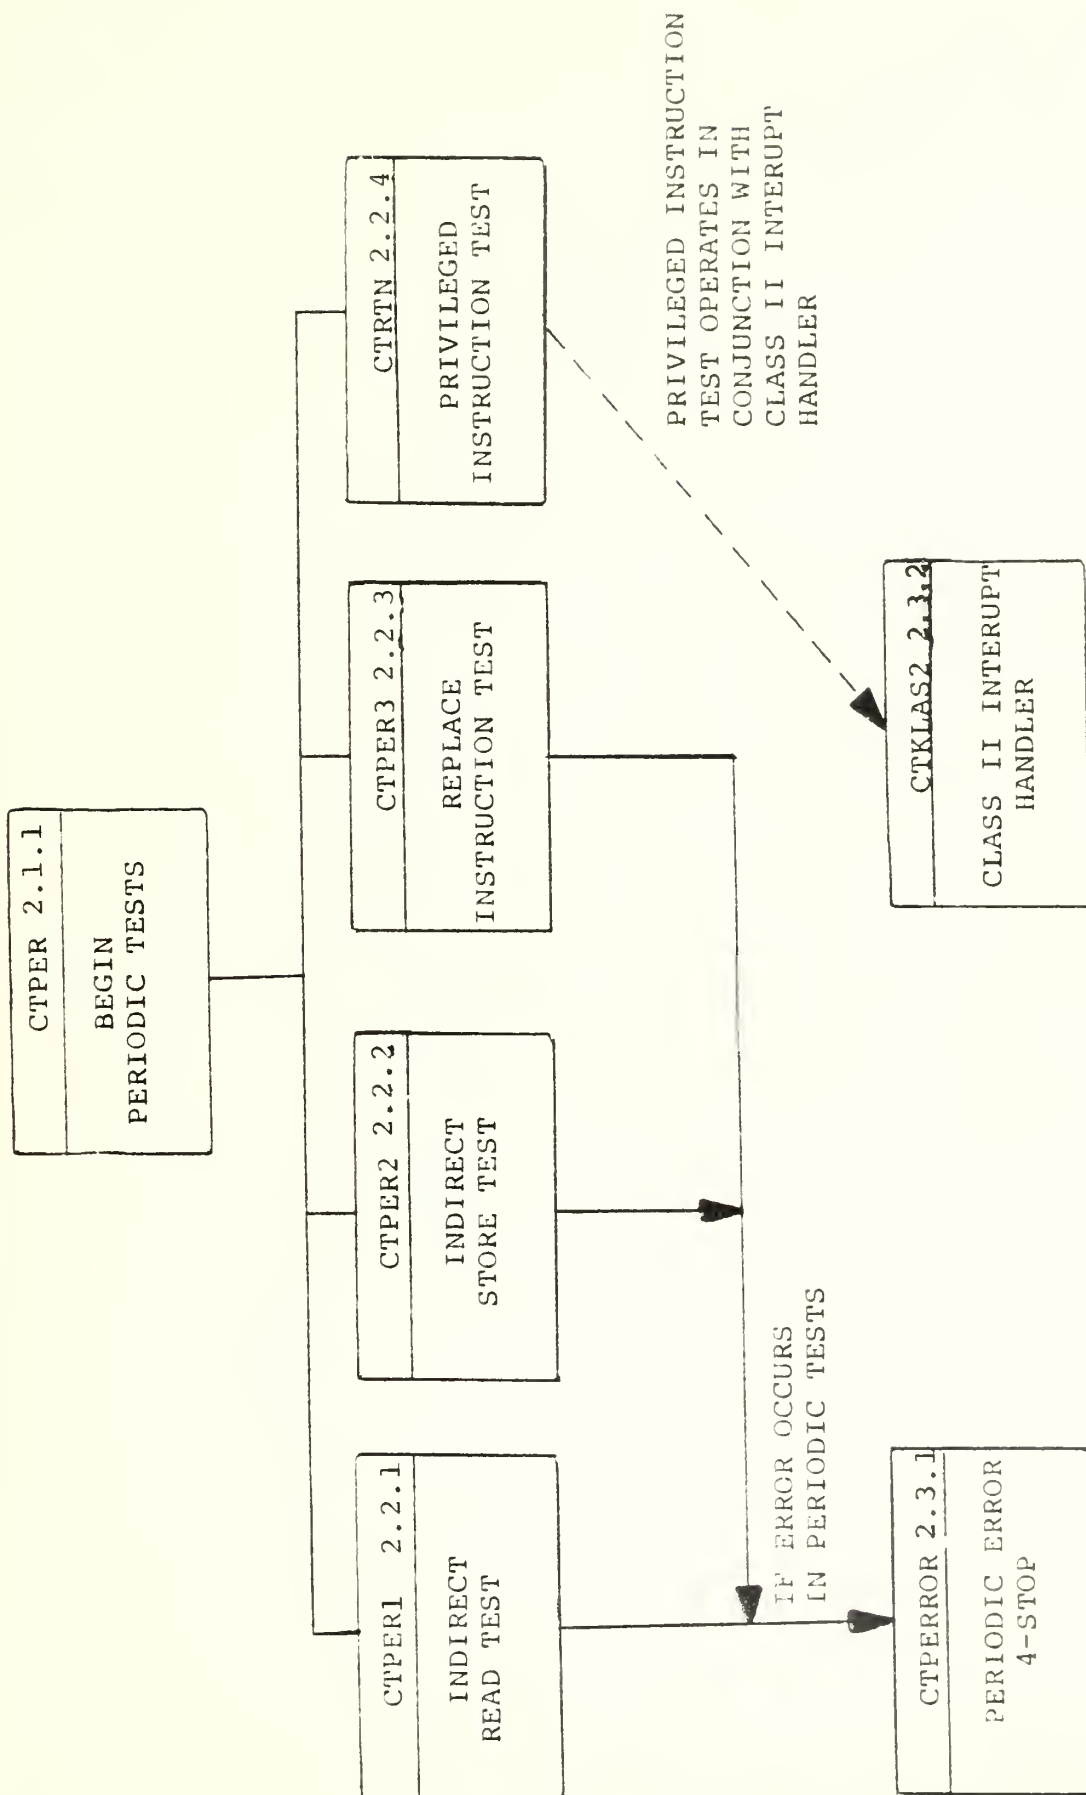 CTPER 2.1.1
BEGIN
PERIODIC TESTS
CTPER1 2.2.1
INDIRECT
READ TEST
CTPER2 2.2.2
INDIRECT
STORE TEST
CTPER3 2.2.3
REPLACE
INSTRUCTION TEST
CTRTN 2.2.4
PRIVILEGED
INSTRUCTION TEST
IF ERROR OCCURS
IN PERIODIC TESTS
PRIVILEGED INSTRUCTION
TEST OPERATES IN
CONJUNCTION WITH
CLASS II INTERUPT
HANDLER
CTPERROR 2.3.1
PERIODIC ERROR
4-STOP
CTKLAS2 2.3.2
CLASS II INTERUPT
HANDLER